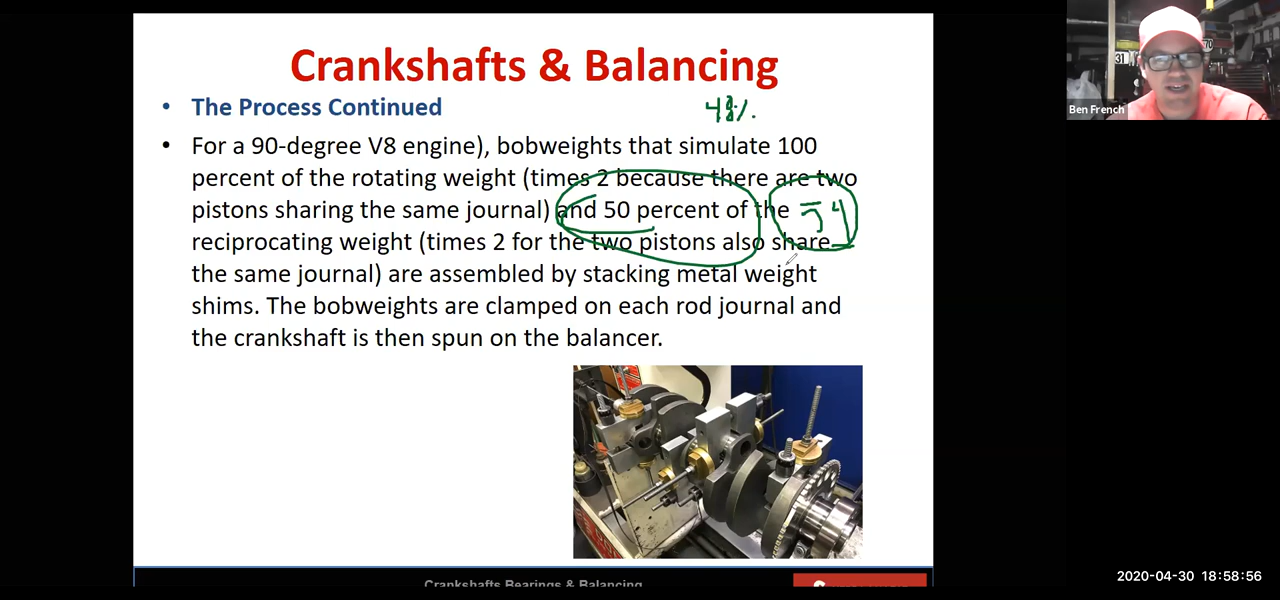 Crankshafts & Balancing
• The Process Continued
48%.
• For a 90-degree V8 engine), bobweights that simulate 100
percent of the rotating weight (times 2 because there are two
pistons sharing the same journal) and 50 percent of the
54
reciprocating weight (times 2 for the two pistons also share
the same journal) are assembled by stacking metal weight
shims. The bobweights are clamped on each rod journal and
the crankshaft is then spun on the balancer.
Crankshafts Bearings & Balancing
31
70
Ben French
2020-04-30 18:58:56